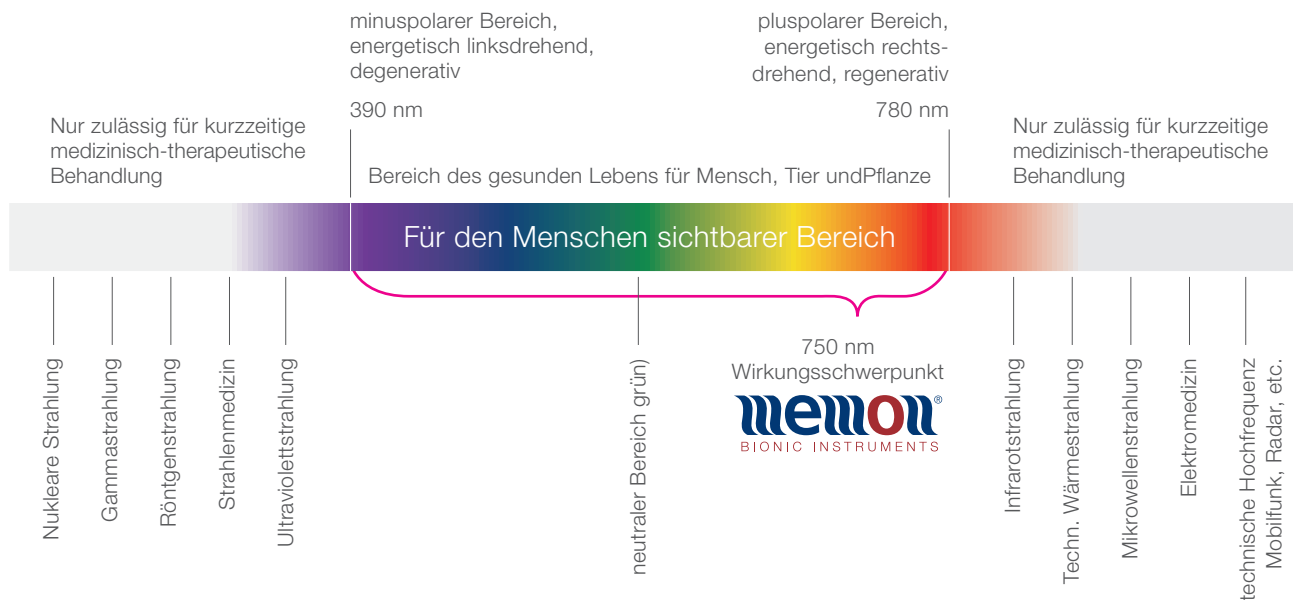 minuspolarer Bereich,
energetisch linksdrehend,
degenerativ
390 nm
pluspolarer Bereich,
energetisch rechts-
drehend, regenerativ
780 nm
Nur zulässig für kurzzeitige
medizinisch-therapeutische
Behandlung
Bereich des gesunden Lebens für Mensch, Tier undPflanze
Nur zulässig für kurzzeitige
medizinisch-therapeutische
Behandlung
Für den Menschen sichtbarer Bereich
Nukleare Strahlung
Gammastrahlung
Röntgenstrahlung
Strahlenmedizin
Ultraviolettstrahlung
neutraler Bereich grün)
750 nm
Wirkungsschwerpunkt
memon®
BIONIC INSTRUMENTS
Infrarotstrahlung
Techn. Wärmestrahlung
Mikrowellenstrahlung
Elektromedizin
technische Hochfrequenz
Mobilfunk, Radar, etc.